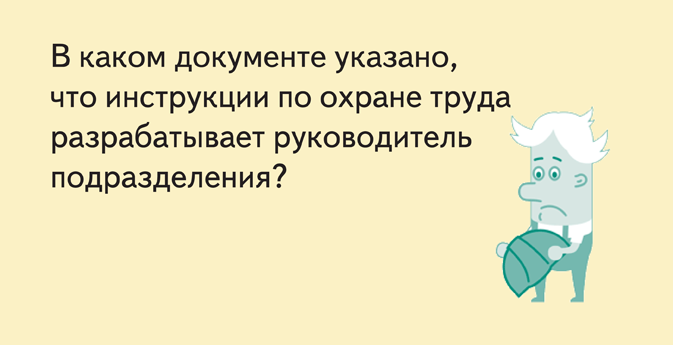 В каком документе указано,
что инструкции по охране труда
разрабатывает руководитель
подразделения?